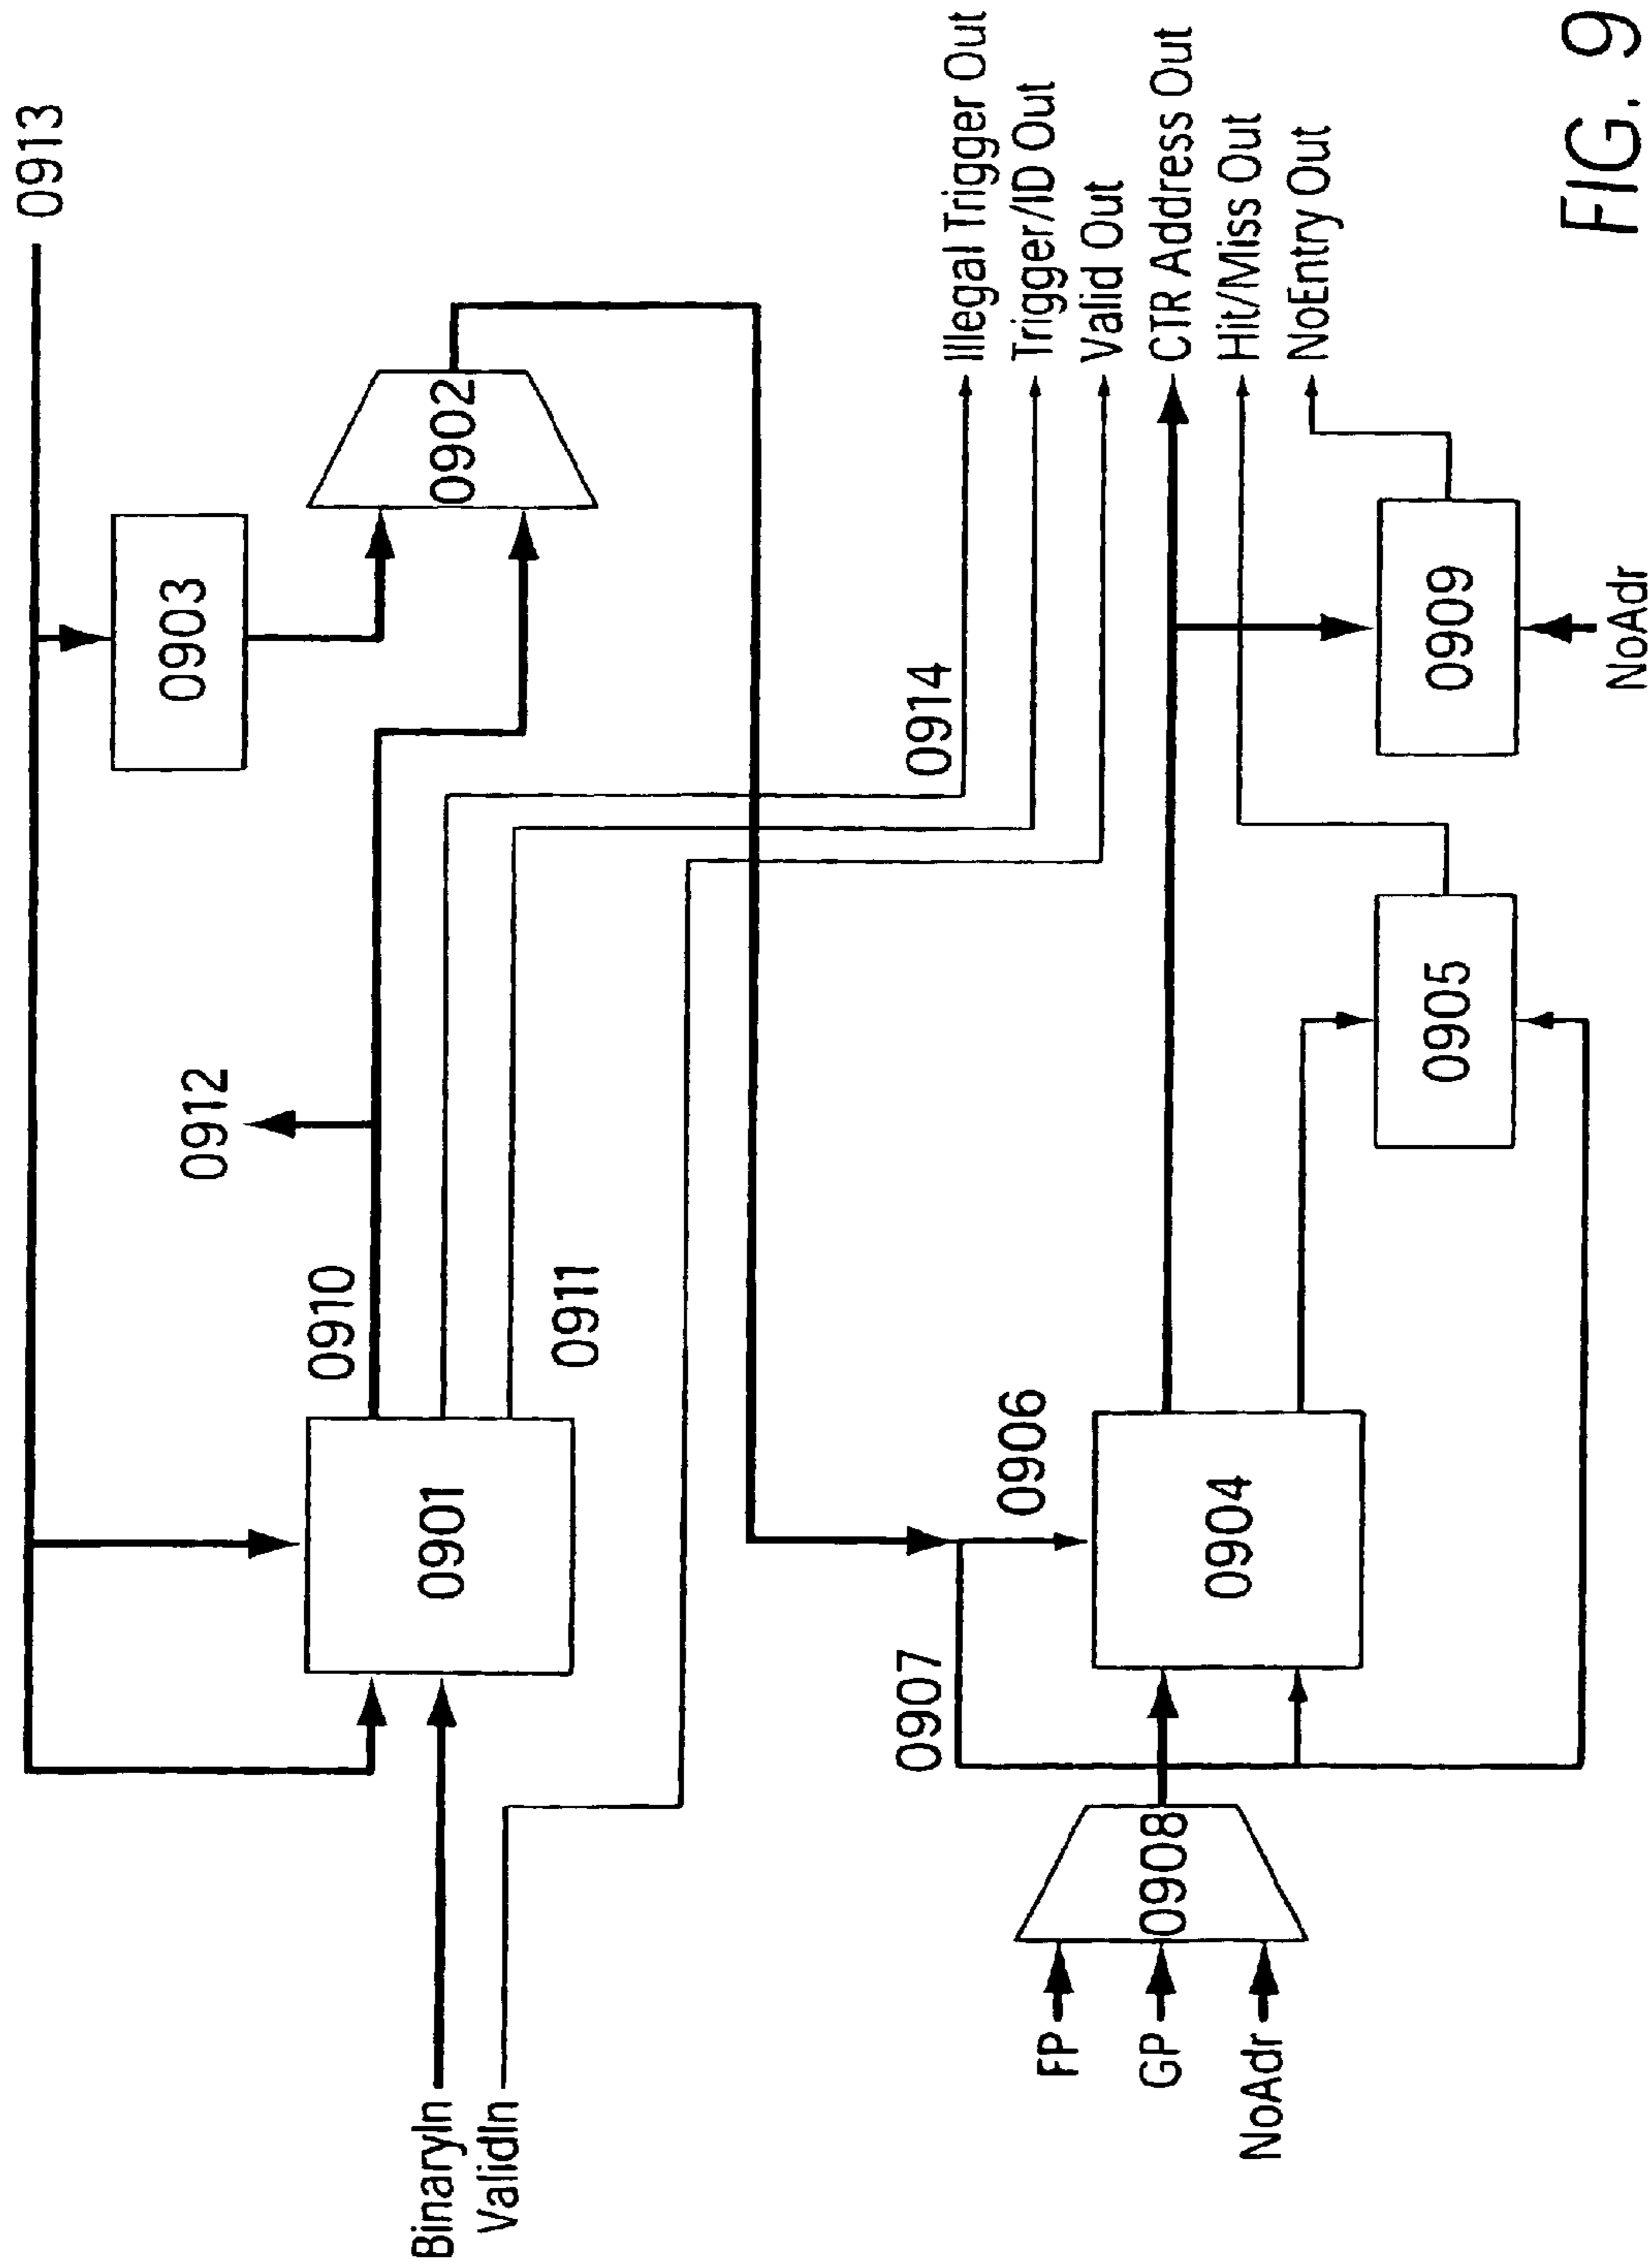 0913
0903
0902
0912
0910
0901
0911
BinaryIn
ValidIn
0914
Illegal Trigger Out
Trigger/ID Out
Valid Out
CTR Address Out
Hit/Miss Out
NoEntry Out
0907
0906
FP
GP
NoAdr
0908
0904
0905
0909
NoAdr
FIG. 9